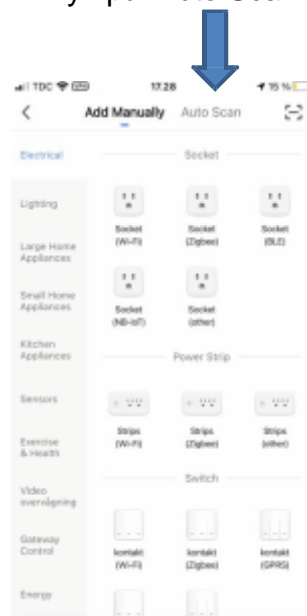 Auto Scan
TDC 17.28 15 %
Add Manually Auto Scan
Electrical
Socket
Lighting
Socket (Wi-Fi)
Socket (Zigbee)
Socket (BLE)
Large Home Appliances
Socket (NB-IoT)
Socket (other)
Small Home Appliances
Kitchen Appliances
Power Strip
Sensors
Strips (Wi-Fi)
Strips (Zigbee)
Strips (other)
Exercise & Health
Switch
Video overvågning
Gateway Control
kontakt (Wi-Fi)
kontakt (Zigbee)
kontakt (GPRS)
Energy